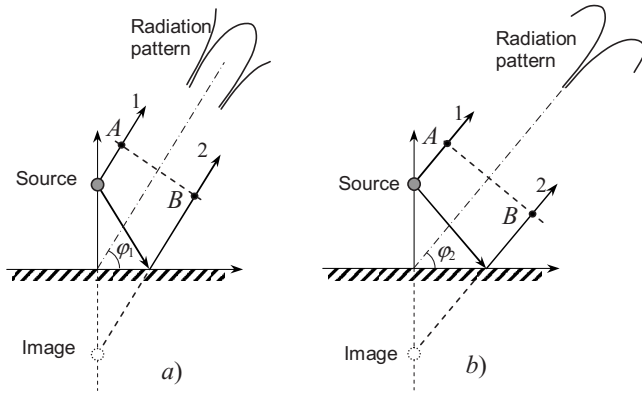 Radiation
pattern
1
A
2
Source
B
φ1
Image
a)
Radiation
pattern
1
A
2
Source
B
φ2
Image
b)